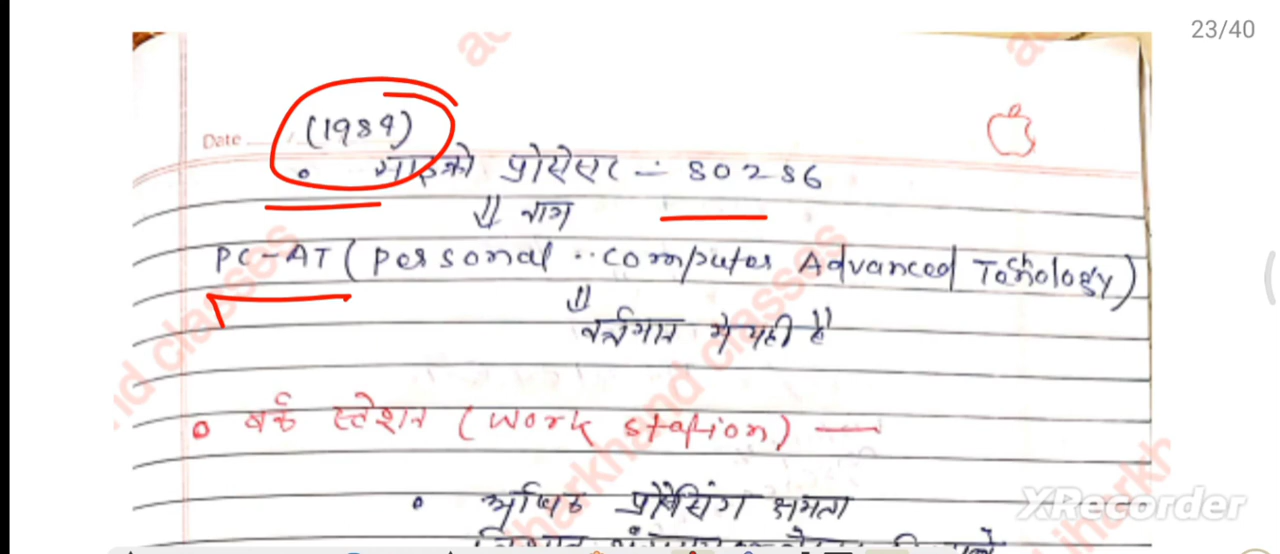 23/40
Date
(1984)
• माइक्रो प्रोसेसर - 80286
⇓ नाम
PC-AT (Personal Computer Advanced Technology)
⇓
वर्तमान मे यही है
० वर्क स्टेशन (Work station) —
• अधिक प्रोसेसिंग क्षमता
XRecorder